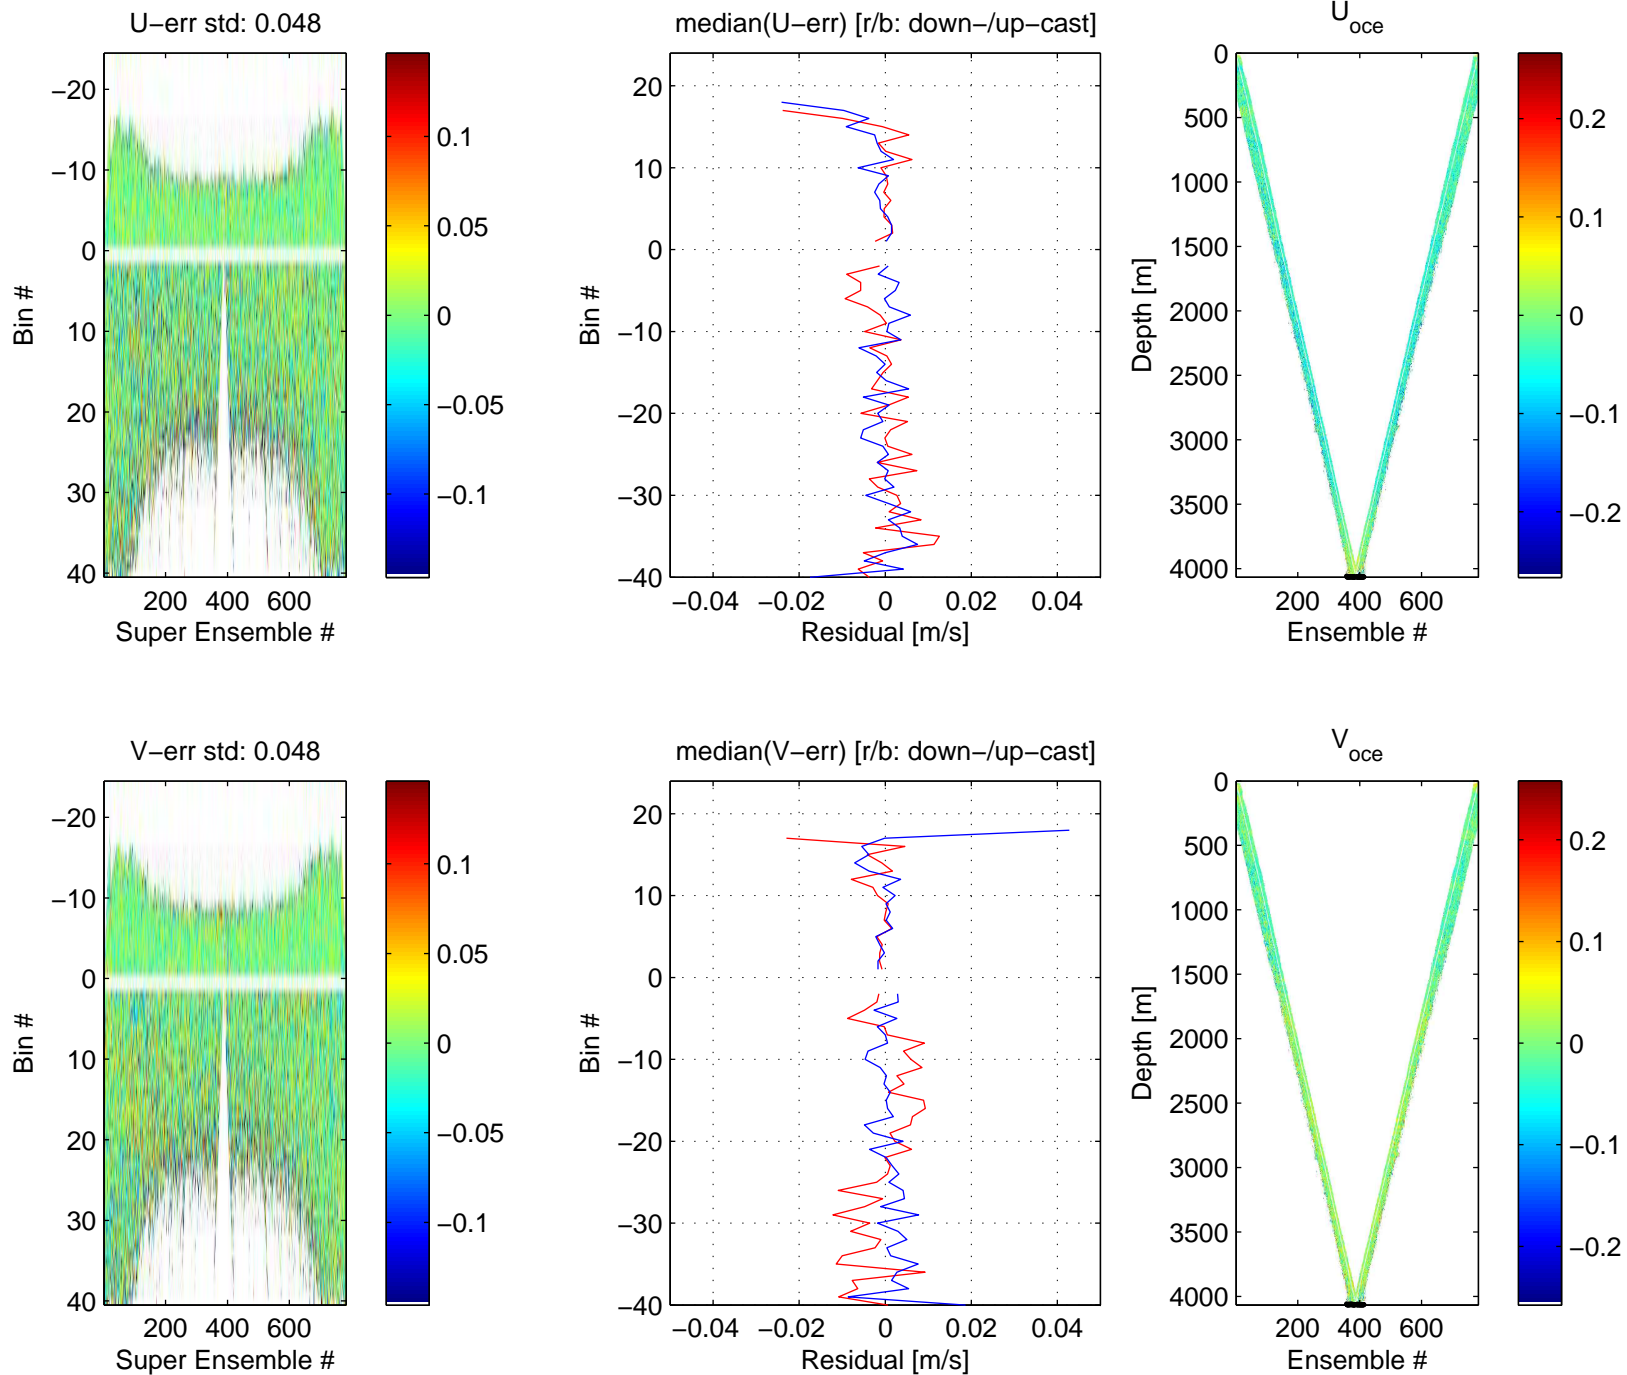 U−err std: 0.048
−20
−10
0
10
20
30
40
Bin #
200 400 600
Super Ensemble #
0.1
0.05
0
−0.05
−0.1
median(U−err) [r/b: down−/up−cast]
20
10
0
−10
−20
−30
−40
Bin #
−0.04 −0.02 0 0.02 0.04
Residual [m/s]
U_oce
0
500
1000
1500
2000
2500
3000
3500
4000
Depth [m]
200 400 600
Ensemble #
0.2
0.1
0
−0.1
−0.2
V−err std: 0.048
−20
−10
0
10
20
30
40
Bin #
200 400 600
Super Ensemble #
0.1
0.05
0
−0.05
−0.1
median(V−err) [r/b: down−/up−cast]
20
10
0
−10
−20
−30
−40
Bin #
−0.04 −0.02 0 0.02 0.04
Residual [m/s]
V_oce
0
500
1000
1500
2000
2500
3000
3500
4000
Depth [m]
200 400 600
Ensemble #
0.2
0.1
0
−0.1
−0.2